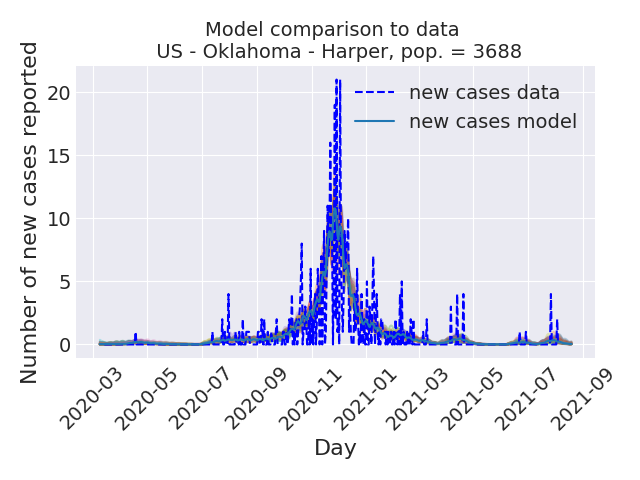 Model comparison to data
US - Oklahoma - Harper, pop. = 3688
new cases data
new cases model
Number of new cases reported
20
15
10
5
0
2020-03
2020-05
2020-07
2020-09
2020-11
2021-01
2021-03
2021-05
2021-07
2021-09
Day